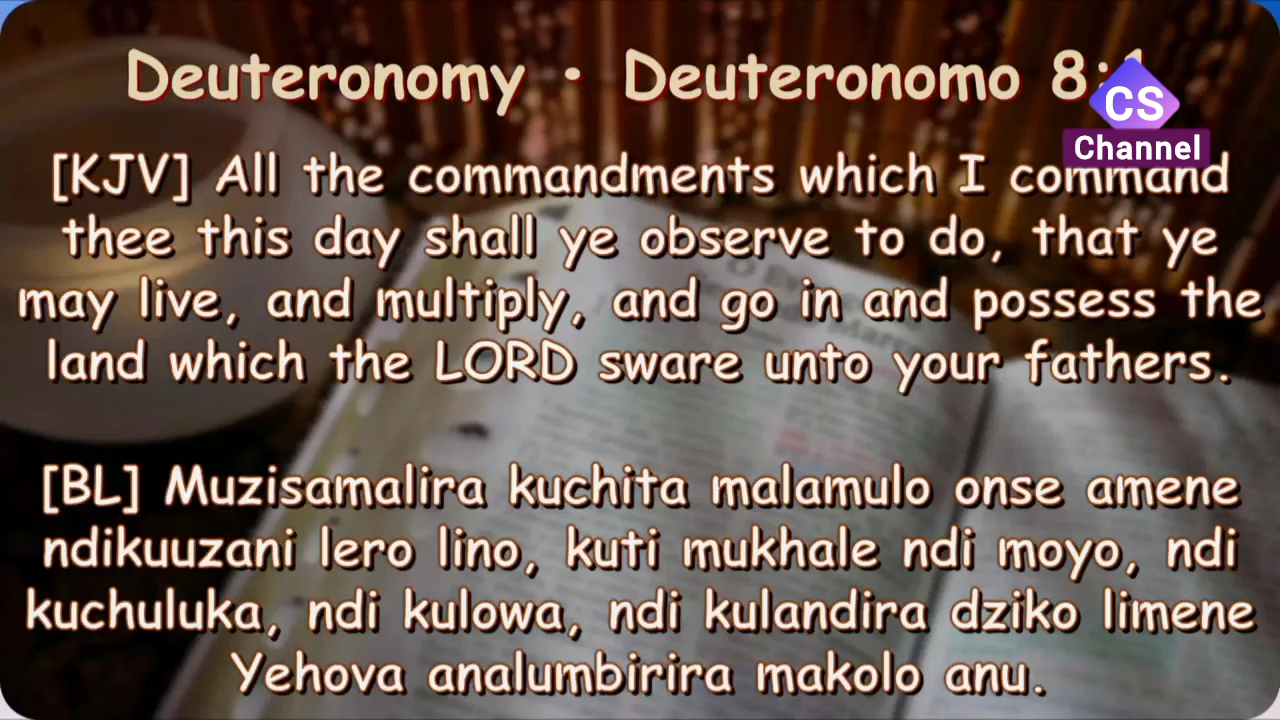 Deuteronomy · Deuteronomo 8:1
CS
Channel
[KJV] All the commandments which I command
thee this day shall ye observe to do, that ye
may live, and multiply, and go in and possess the
land which the LORD sware unto your fathers.
[BL] Muzisamalira kuchita malamulo onse amene
ndikuuzani lero lino, kuti mukhale ndi moyo, ndi
kuchuluka, ndi kulowa, ndi kulandira dziko limene
Yehova analumbirira makolo anu.